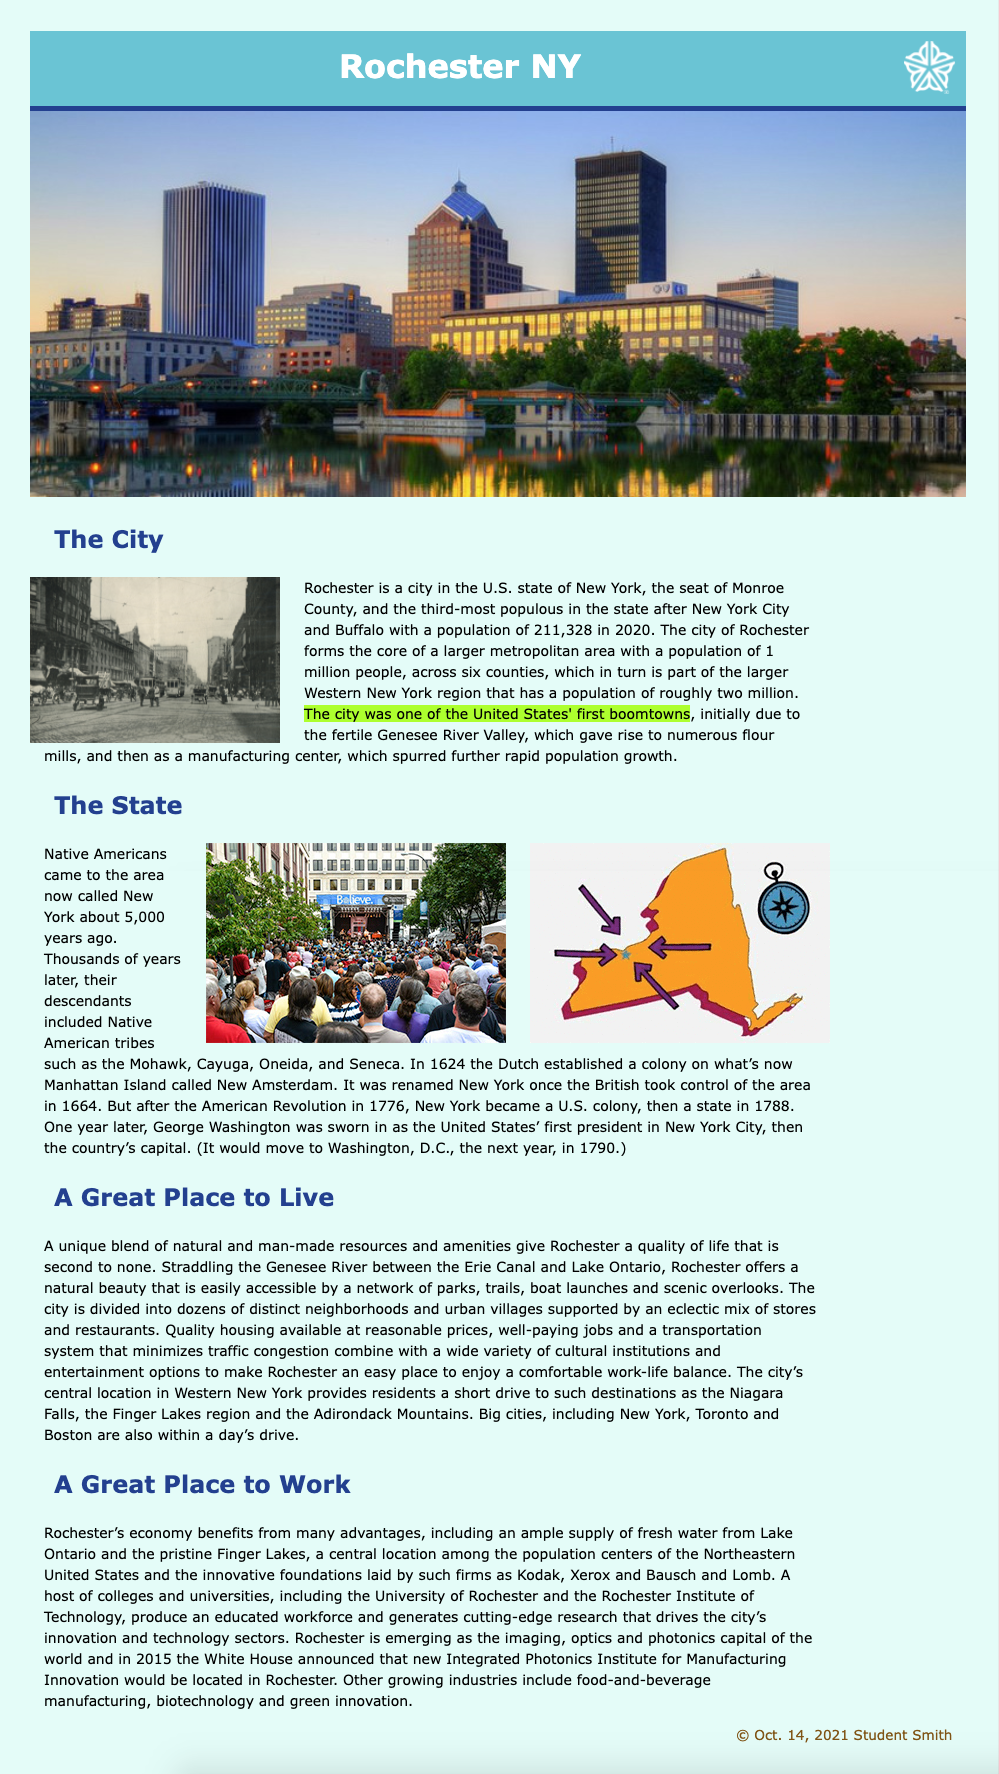 Rochester NY
The City
Rochester is a city in the U.S. state of New York, the seat of Monroe
County, and the third-most populous in the state after New York City
and Buffalo with a population of 211,328 in 2020. The city of Rochester
forms the core of a larger metropolitan area with a population of 1
million people, across six counties, which in turn is part of the larger
Western New York region that has a population of roughly two million.
The city was one of the United States' first boomtowns, initially due to
the fertile Genesee River Valley, which gave rise to numerous flour
mills, and then as a manufacturing center, which spurred further rapid population growth.
The State
Native Americans
came to the area
now called New
York about 5,000
years ago.
Thousands of years
later, their
descendants
included Native
American tribes
Believe.
such as the Mohawk, Cayuga, Oneida, and Seneca. In 1624 the Dutch established a colony on what’s now
Manhattan Island called New Amsterdam. It was renamed New York once the British took control of the area
in 1664. But after the American Revolution in 1776, New York became a U.S. colony, then a state in 1788.
One year later, George Washington was sworn in as the United States’ first president in New York City, then
the country’s capital. (It would move to Washington, D.C., the next year, in 1790.)
A Great Place to Live
A unique blend of natural and man-made resources and amenities give Rochester a quality of life that is
second to none. Straddling the Genesee River between the Erie Canal and Lake Ontario, Rochester offers a
natural beauty that is easily accessible by a network of parks, trails, boat launches and scenic overlooks. The
city is divided into dozens of distinct neighborhoods and urban villages supported by an eclectic mix of stores
and restaurants. Quality housing available at reasonable prices, well-paying jobs and a transportation
system that minimizes traffic congestion combine with a wide variety of cultural institutions and
entertainment options to make Rochester an easy place to enjoy a comfortable work-life balance. The city’s
central location in Western New York provides residents a short drive to such destinations as the Niagara
Falls, the Finger Lakes region and the Adirondack Mountains. Big cities, including New York, Toronto and
Boston are also within a day’s drive.
A Great Place to Work
Rochester’s economy benefits from many advantages, including an ample supply of fresh water from Lake
Ontario and the pristine Finger Lakes, a central location among the population centers of the Northeastern
United States and the innovative foundations laid by such firms as Kodak, Xerox and Bausch and Lomb. A
host of colleges and universities, including the University of Rochester and the Rochester Institute of
Technology, produce an educated workforce and generates cutting-edge research that drives the city’s
innovation and technology sectors. Rochester is emerging as the imaging, optics and photonics capital of the
world and in 2015 the White House announced that new Integrated Photonics Institute for Manufacturing
Innovation would be located in Rochester. Other growing industries include food-and-beverage
manufacturing, biotechnology and green innovation.
© Oct. 14, 2021 Student Smith